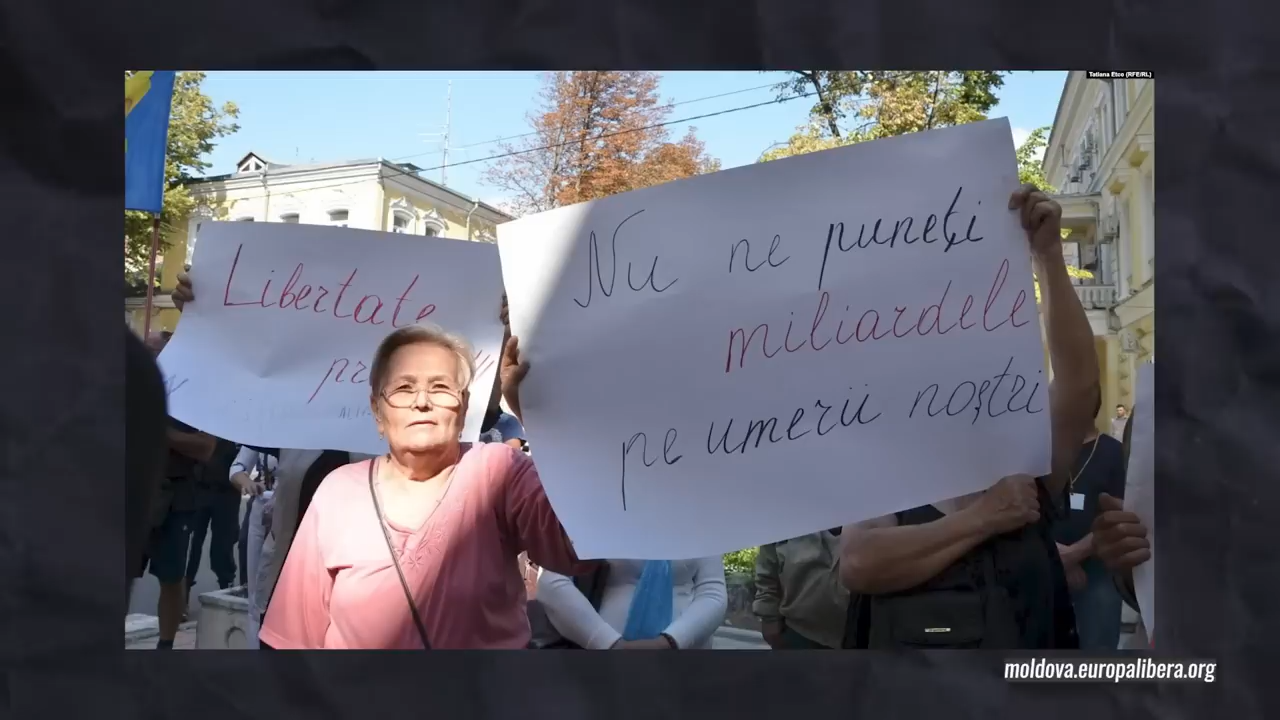 Tatiana Etco (RFE/RL)
Libertate
Nu ne puneți
miliardele
pe umerii noștri
moldova.europalibera.org